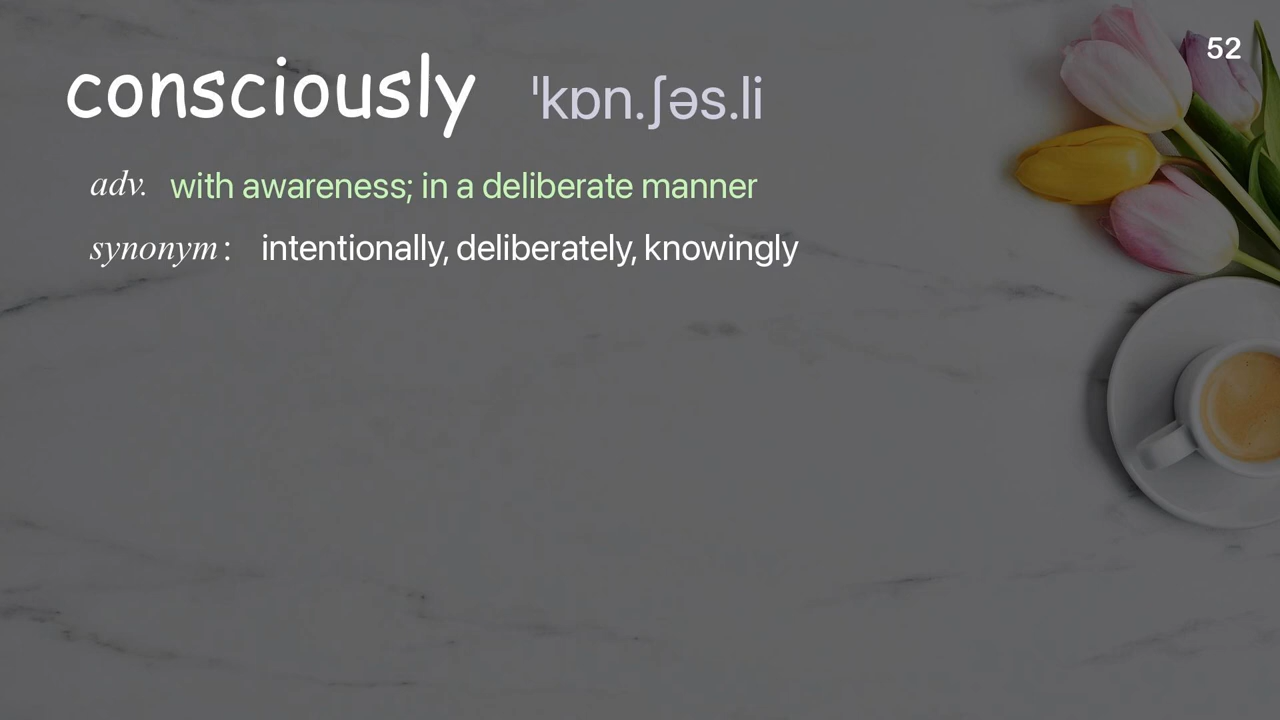 52
consciously ˈkɒn.ʃəs.li
adv. with awareness; in a deliberate manner
synonym: intentionally, deliberately, knowingly